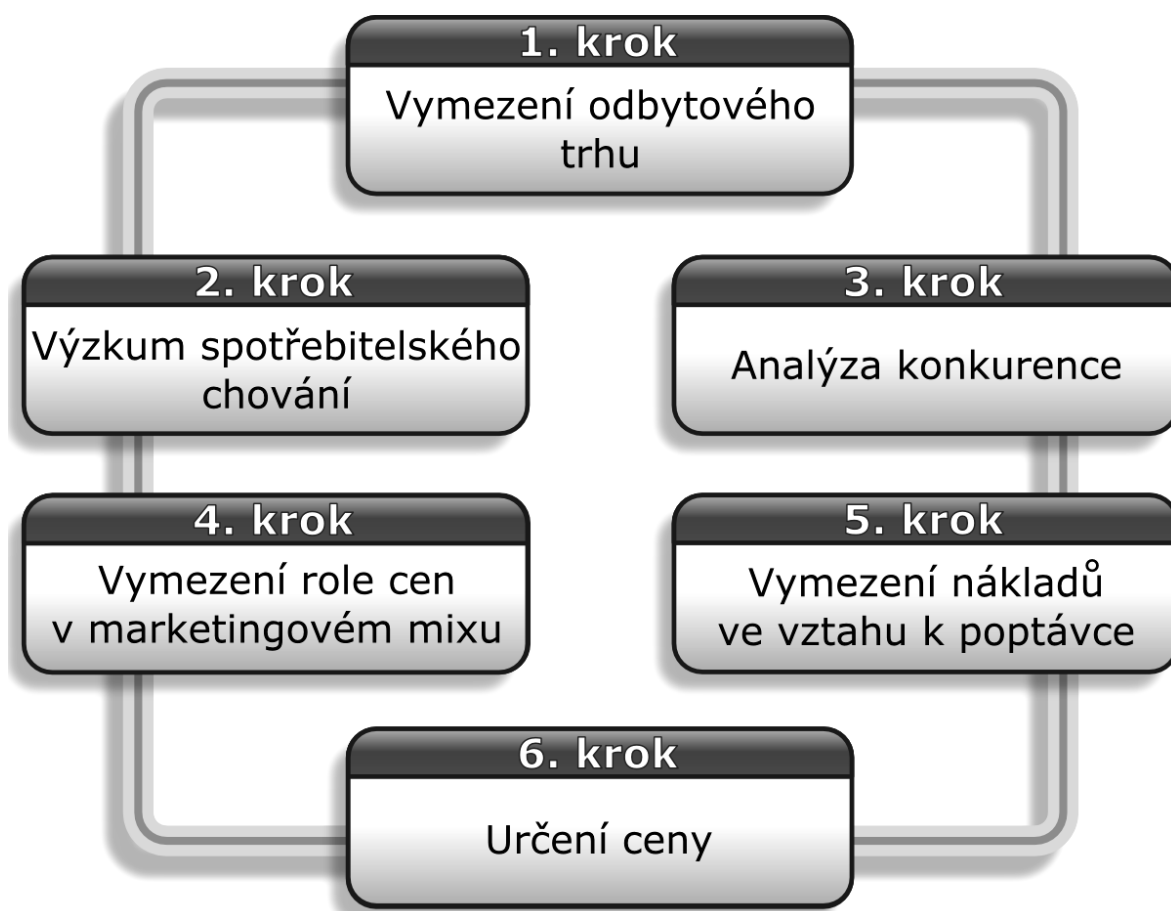 1. krok
Vymezení odbytového
trhu
2. krok
Výzkum spotřebitelského
chování
3. krok
Analýza konkurence
4. krok
Vymezení role cen
v marketingovém mixu
5. krok
Vymezení nákladů
ve vztahu k poptávce
6. krok
Určení ceny